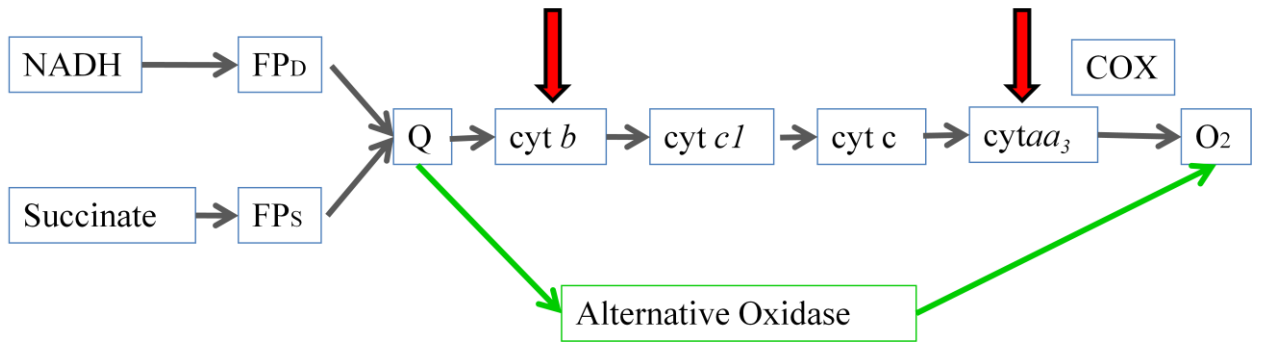 NADH
FPD
COX
Q
cyt b
cyt c1
cyt c
cytaa3
O2
Succinate
FPS
Alternative Oxidase